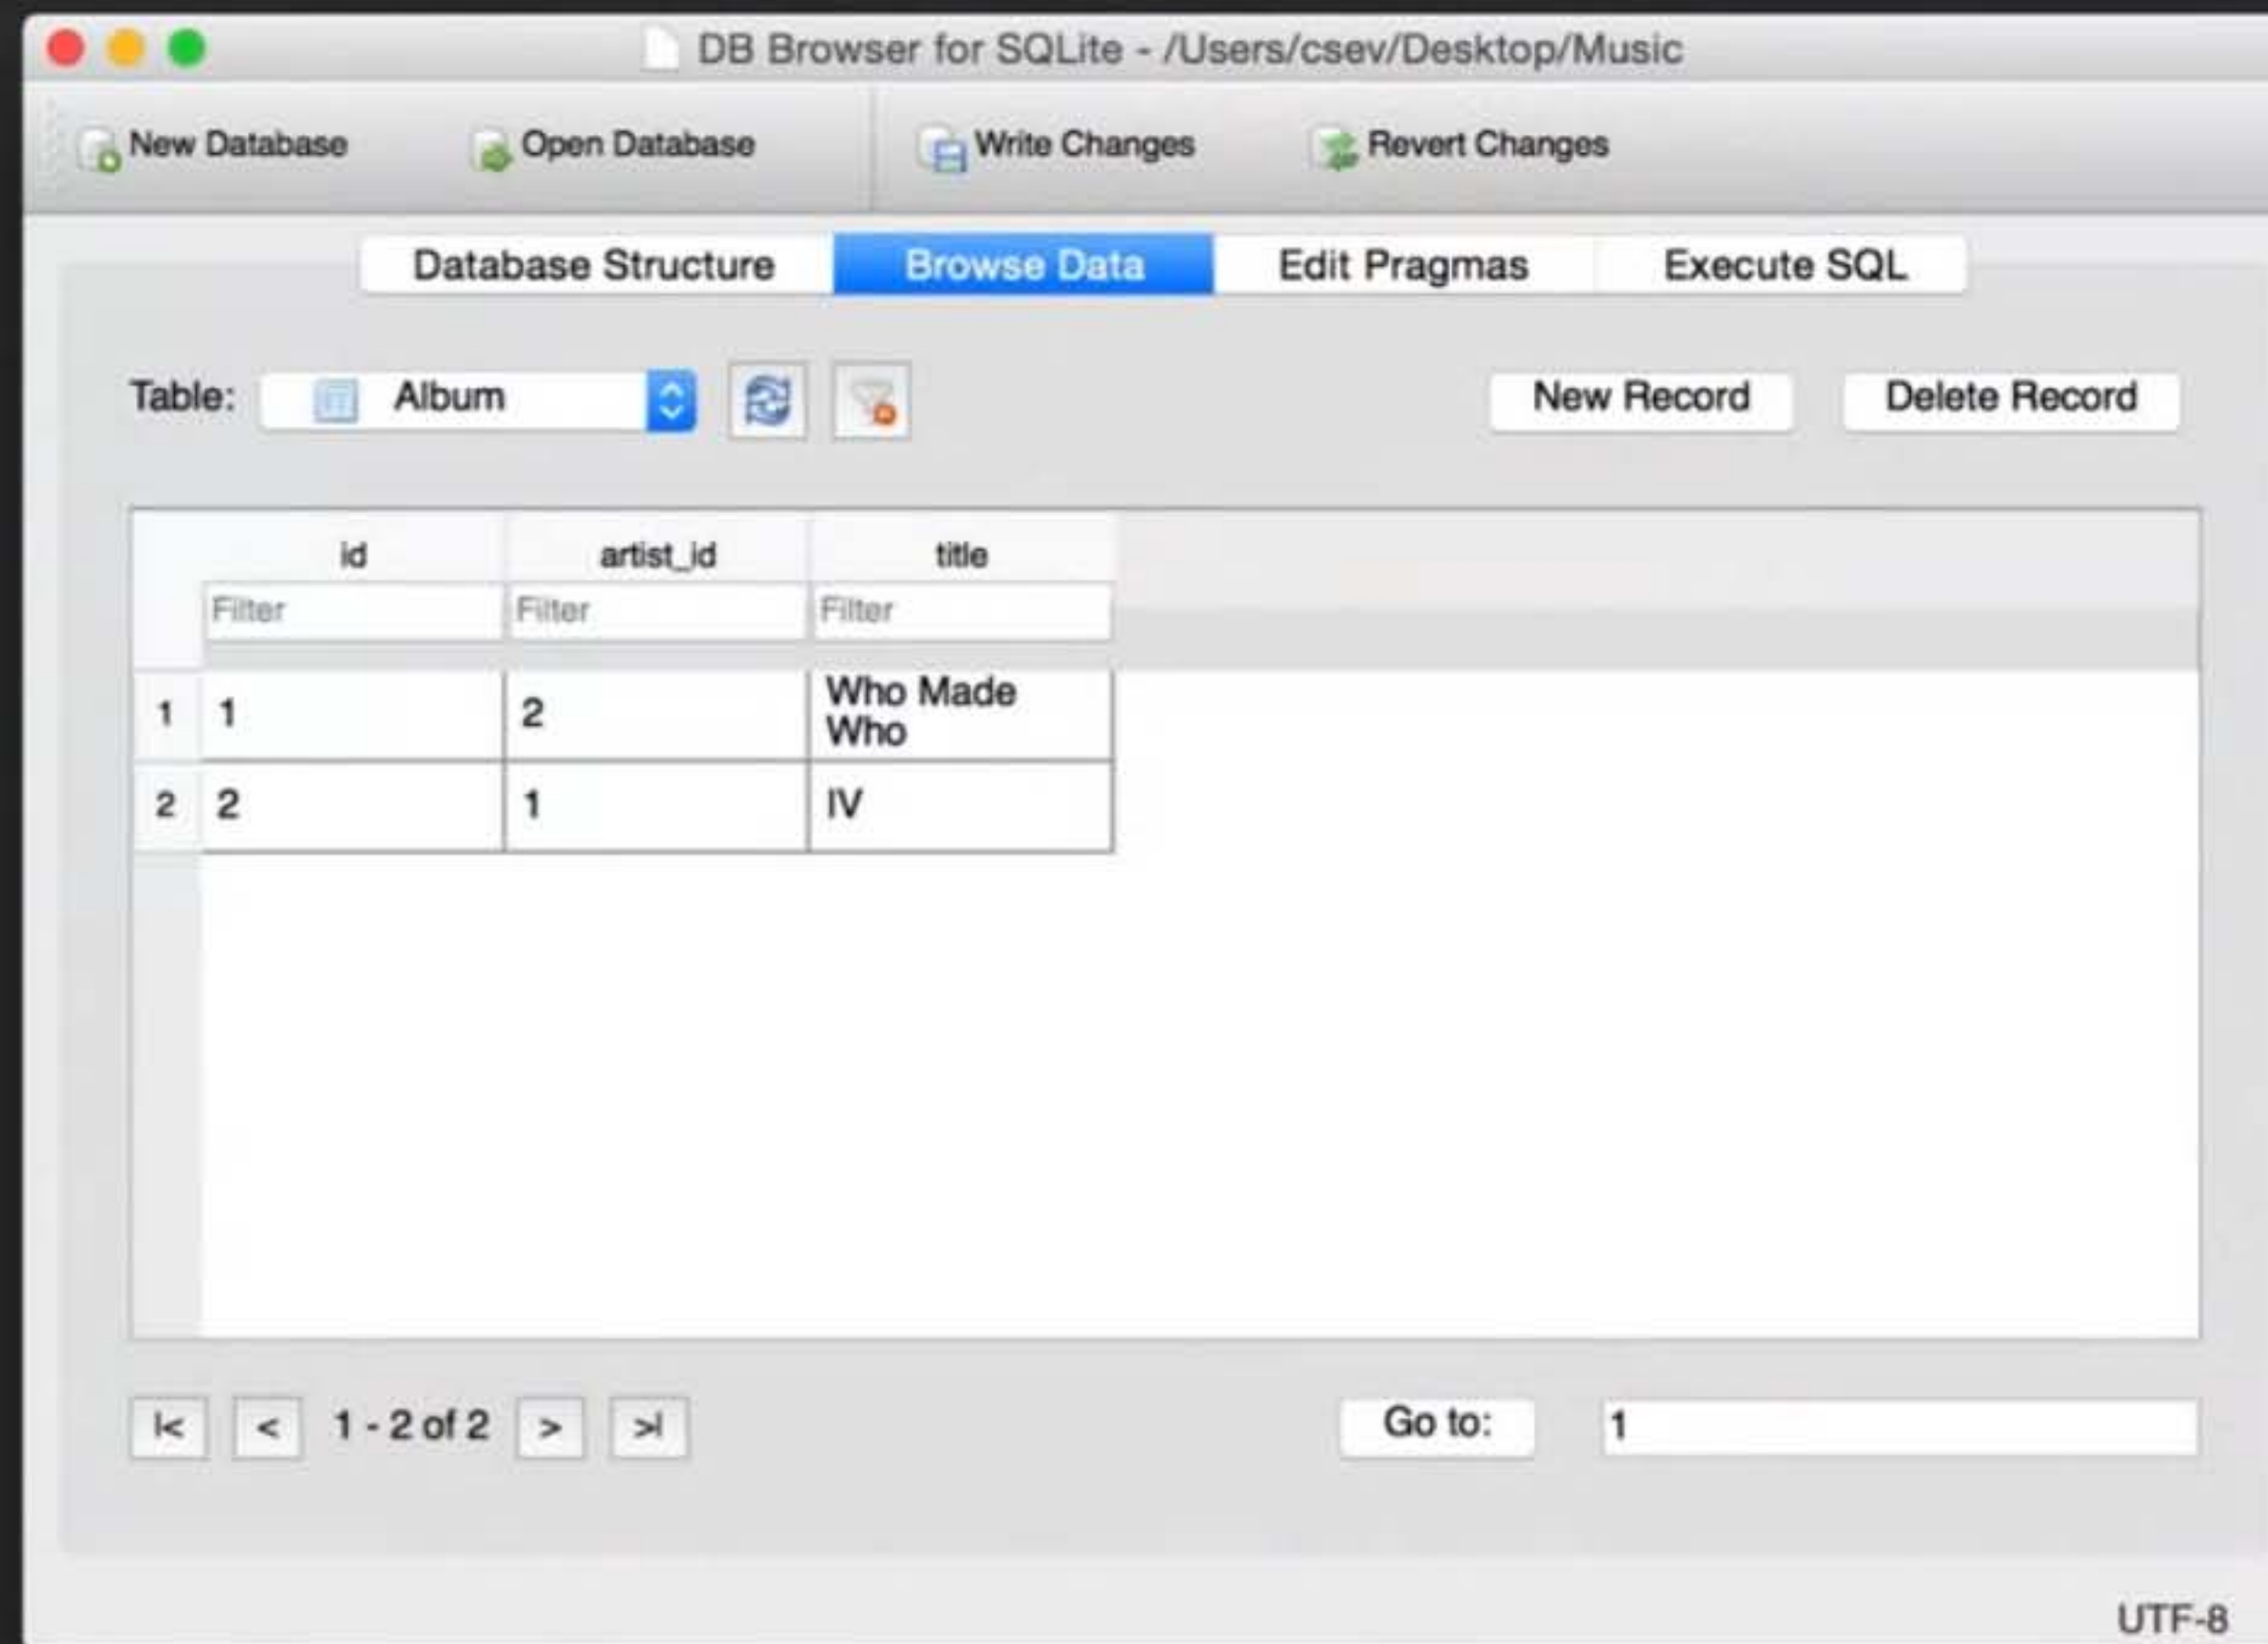 DB Browser for SQLite - /Users/csev/Desktop/Music
New Database Open Database Write Changes Revert Changes
Database Structure Browse Data Edit Pragmas Execute SQL
Table: Album New Record Delete Record
id artist_id title
Filter Filter Filter
1 1 2 Who Made
Who
2 2 1 IV
|< < 1 - 2 of 2 > >| Go to: 1
UTF-8